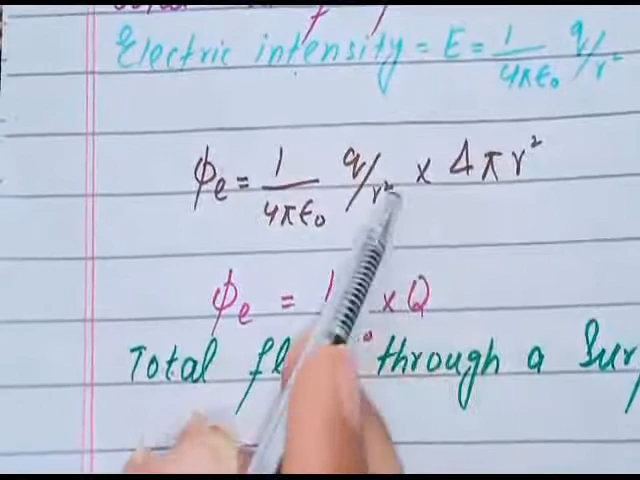 Electric intensity = E = 1/4πε₀ q/r²
φe = 1/4πε₀ q/r² × 4πr²
φe = 1 × Q
Total through a